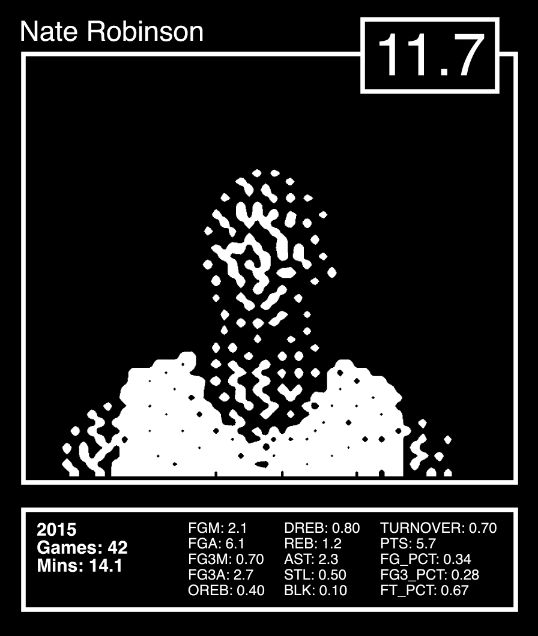 Nate Robinson
11.7
2015
Games: 42
Mins: 14.1
FGM: 2.1
FGA: 6.1
FG3M: 0.70
FG3A: 2.7
OREB: 0.40
DREB: 0.80
REB: 1.2
AST: 2.3
STL: 0.50
BLK: 0.10
TURNOVER: 0.70
PTS: 5.7
FG_PCT: 0.34
FG3_PCT: 0.28
FT_PCT: 0.67